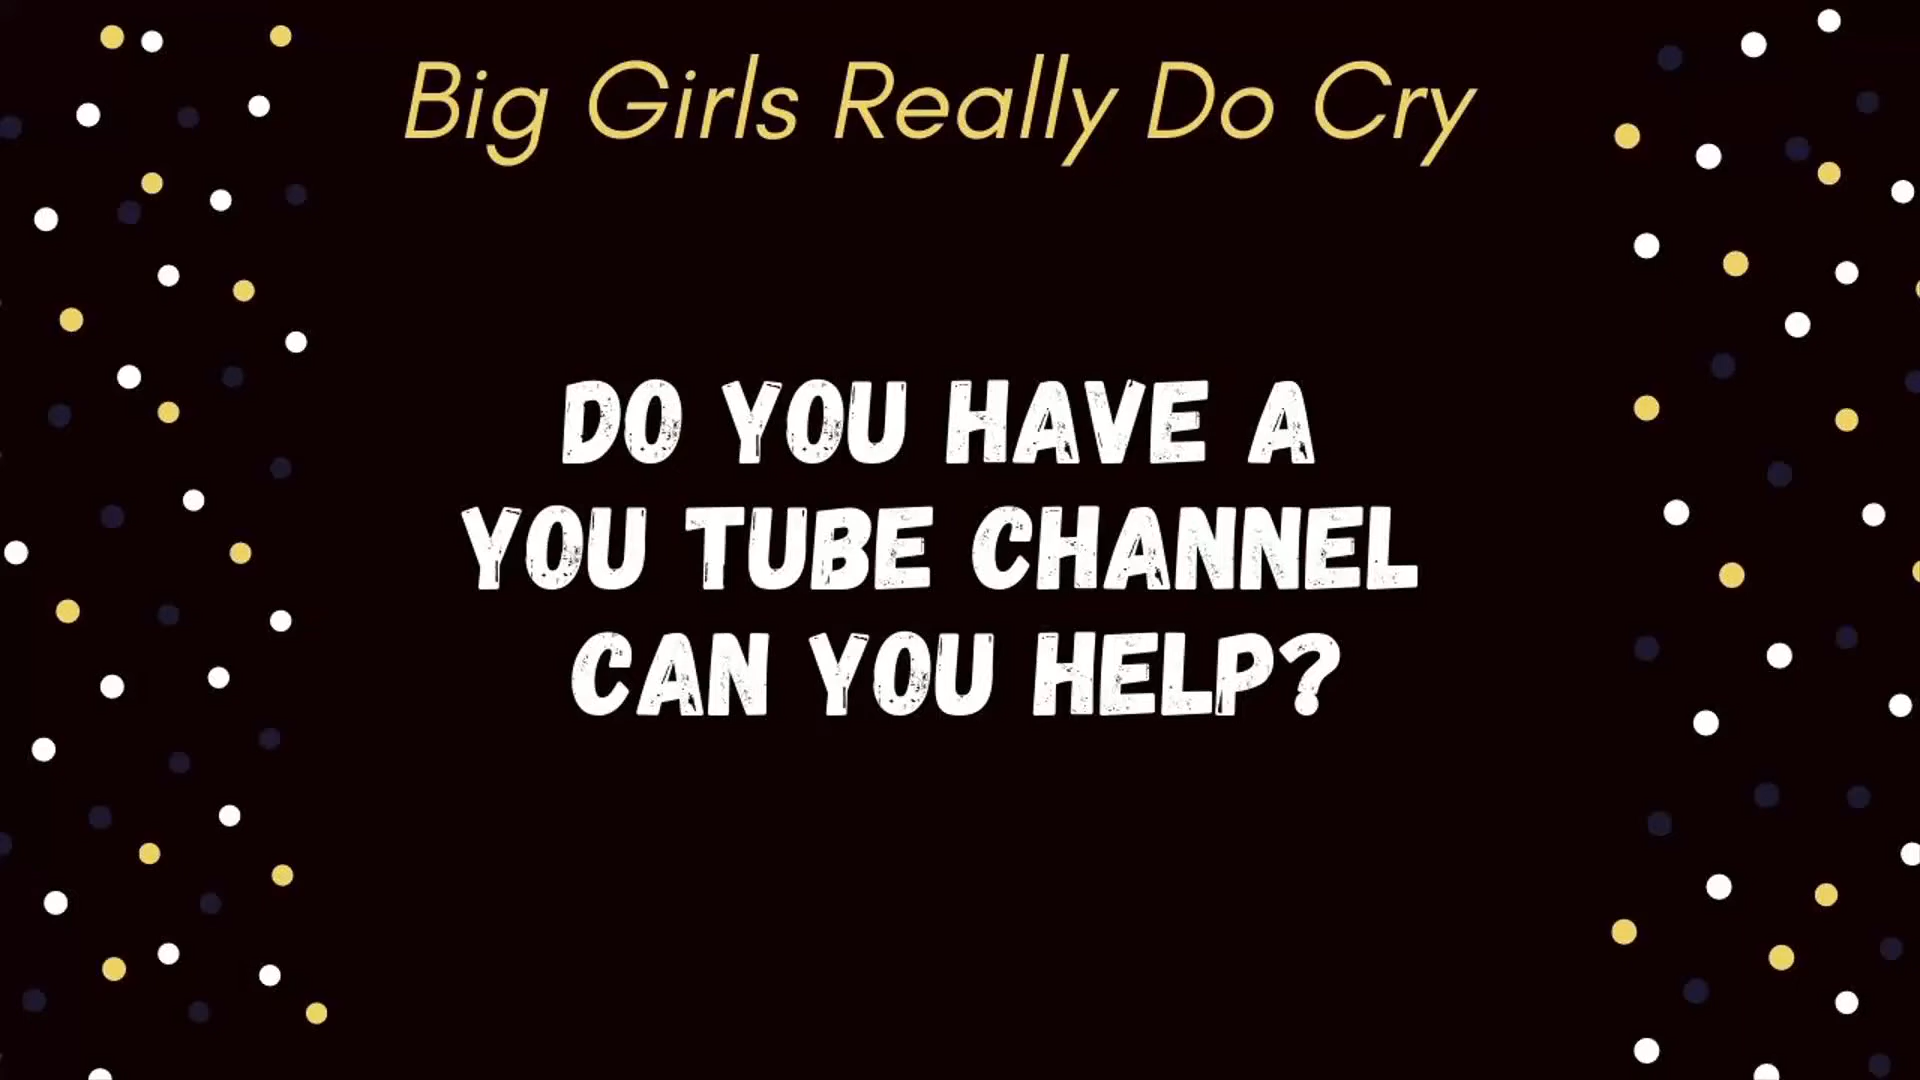 Big Girls Really Do Cry
DO YOU HAVE A
YOU TUBE CHANNEL
CAN YOU HELP?